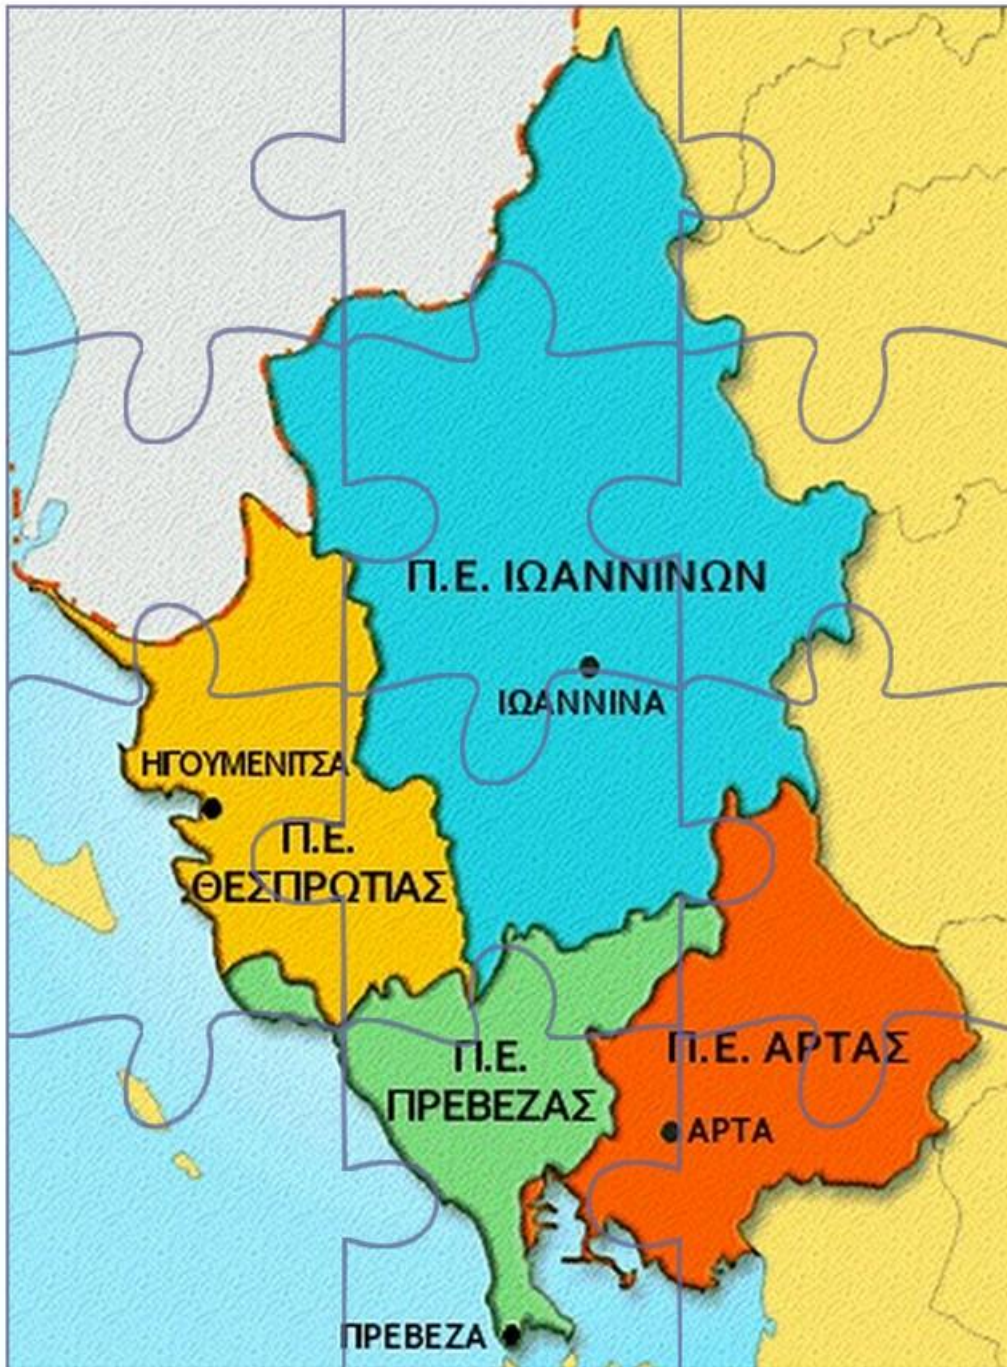 Π.Ε. ΙΩΑΝΝΙΝΩΝ
ΙΩΑΝΝΙΝΑ
ΗΓΟΥΜΕΝΙΤΣΑ
Π.Ε.
ΘΕΣΠΡΩΤΙΑΣ
Π.Ε. ΑΡΤΑΣ
Π.Ε.
ΠΡΕΒΕΖΑΣ
ΑΡΤΑ
ΠΡΕΒΕΖΑ